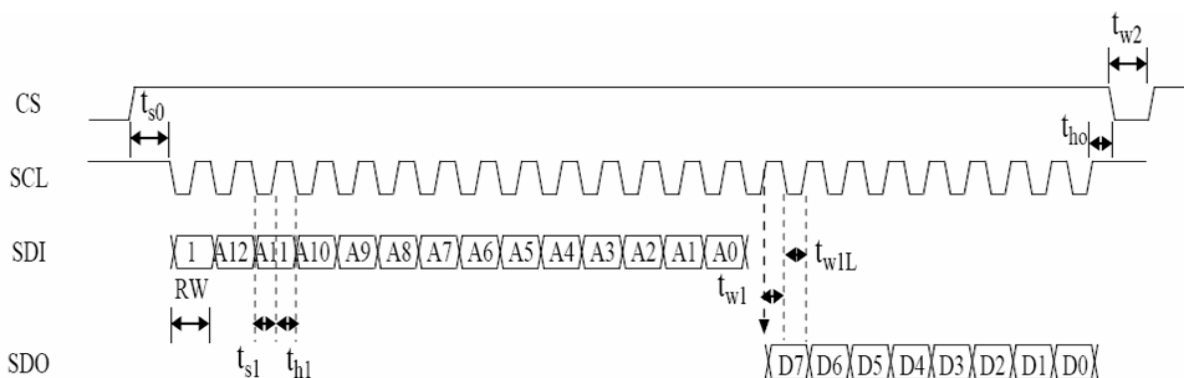 t_w2
CS
t_s0
t_ho
SCL
SDI 1 A12 A11 A10 A9 A8 A7 A6 A5 A4 A3 A2 A1 A0
t_w1L
RW
t_w1
t_s1 t_h1
SDO D7 D6 D5 D4 D3 D2 D1 D0